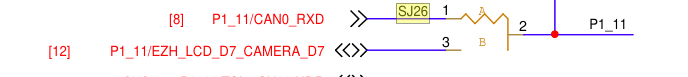 SJ26
[8] P1_11/CAN0_RXD 1 A P1_11
2
[12] P1_11/EZH_LCD_D7_CAMERA_D7 3 B